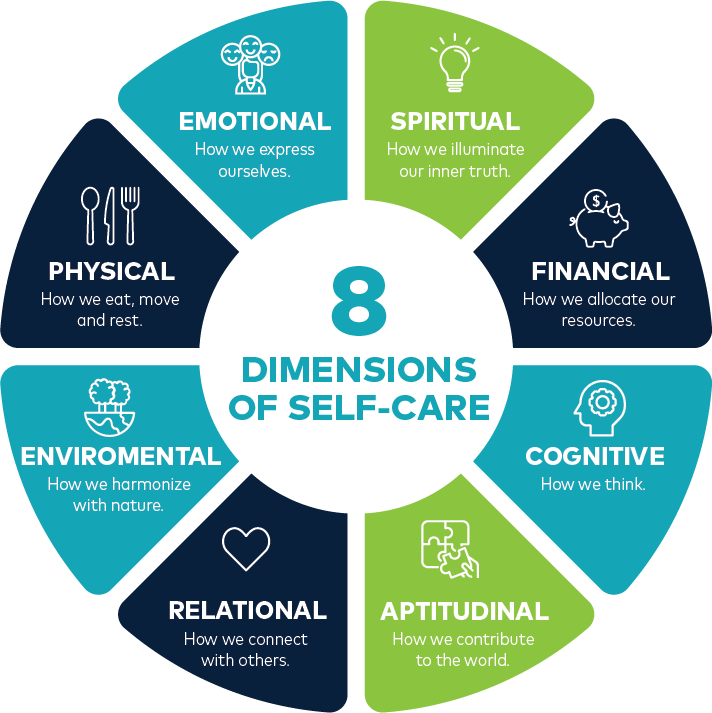 8
DIMENSIONS
OF SELF-CARE
EMOTIONAL
How we express
ourselves.
SPIRITUAL
How we illuminate
our inner truth.
$
FINANCIAL
How we allocate our
resources.
COGNITIVE
How we think.
APTITUDINAL
How we contribute
to the world.
RELATIONAL
How we connect
with others.
ENVIROMENTAL
How we harmonize
with nature.
PHYSICAL
How we eat, move
and rest.